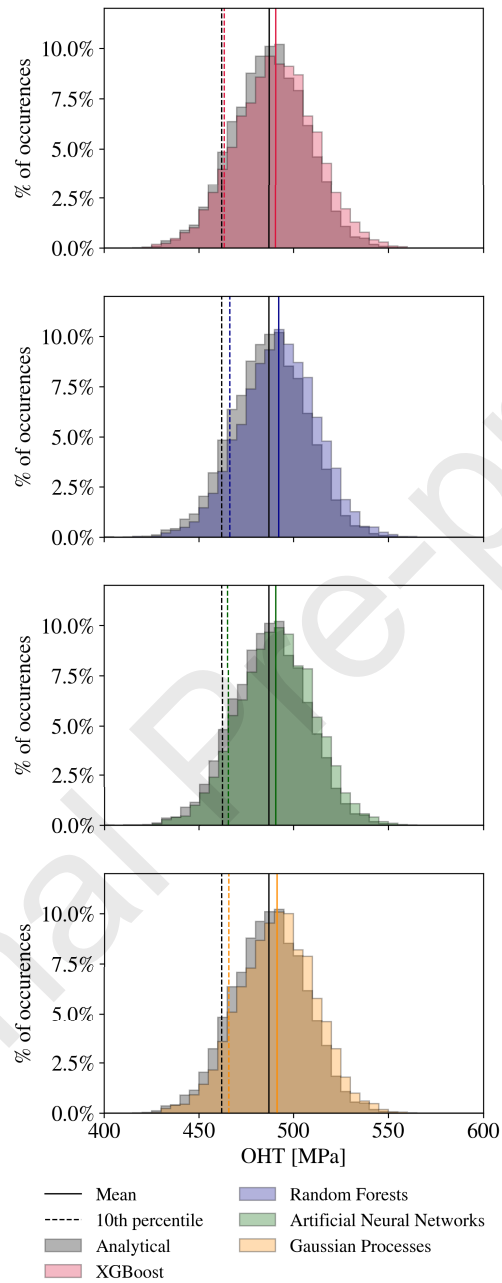 10.0%
7.5%
5.0%
2.5%
0.0%
% of occurences
10.0%
7.5%
5.0%
2.5%
0.0%
% of occurences
10.0%
7.5%
5.0%
2.5%
0.0%
% of occurences
10.0%
7.5%
5.0%
2.5%
0.0%
% of occurences
400 450 500 550 600
OHT [MPa]
Mean
10th percentile
Analytical
XGBoost
Random Forests
Artificial Neural Networks
Gaussian Processes
nal Pre-p